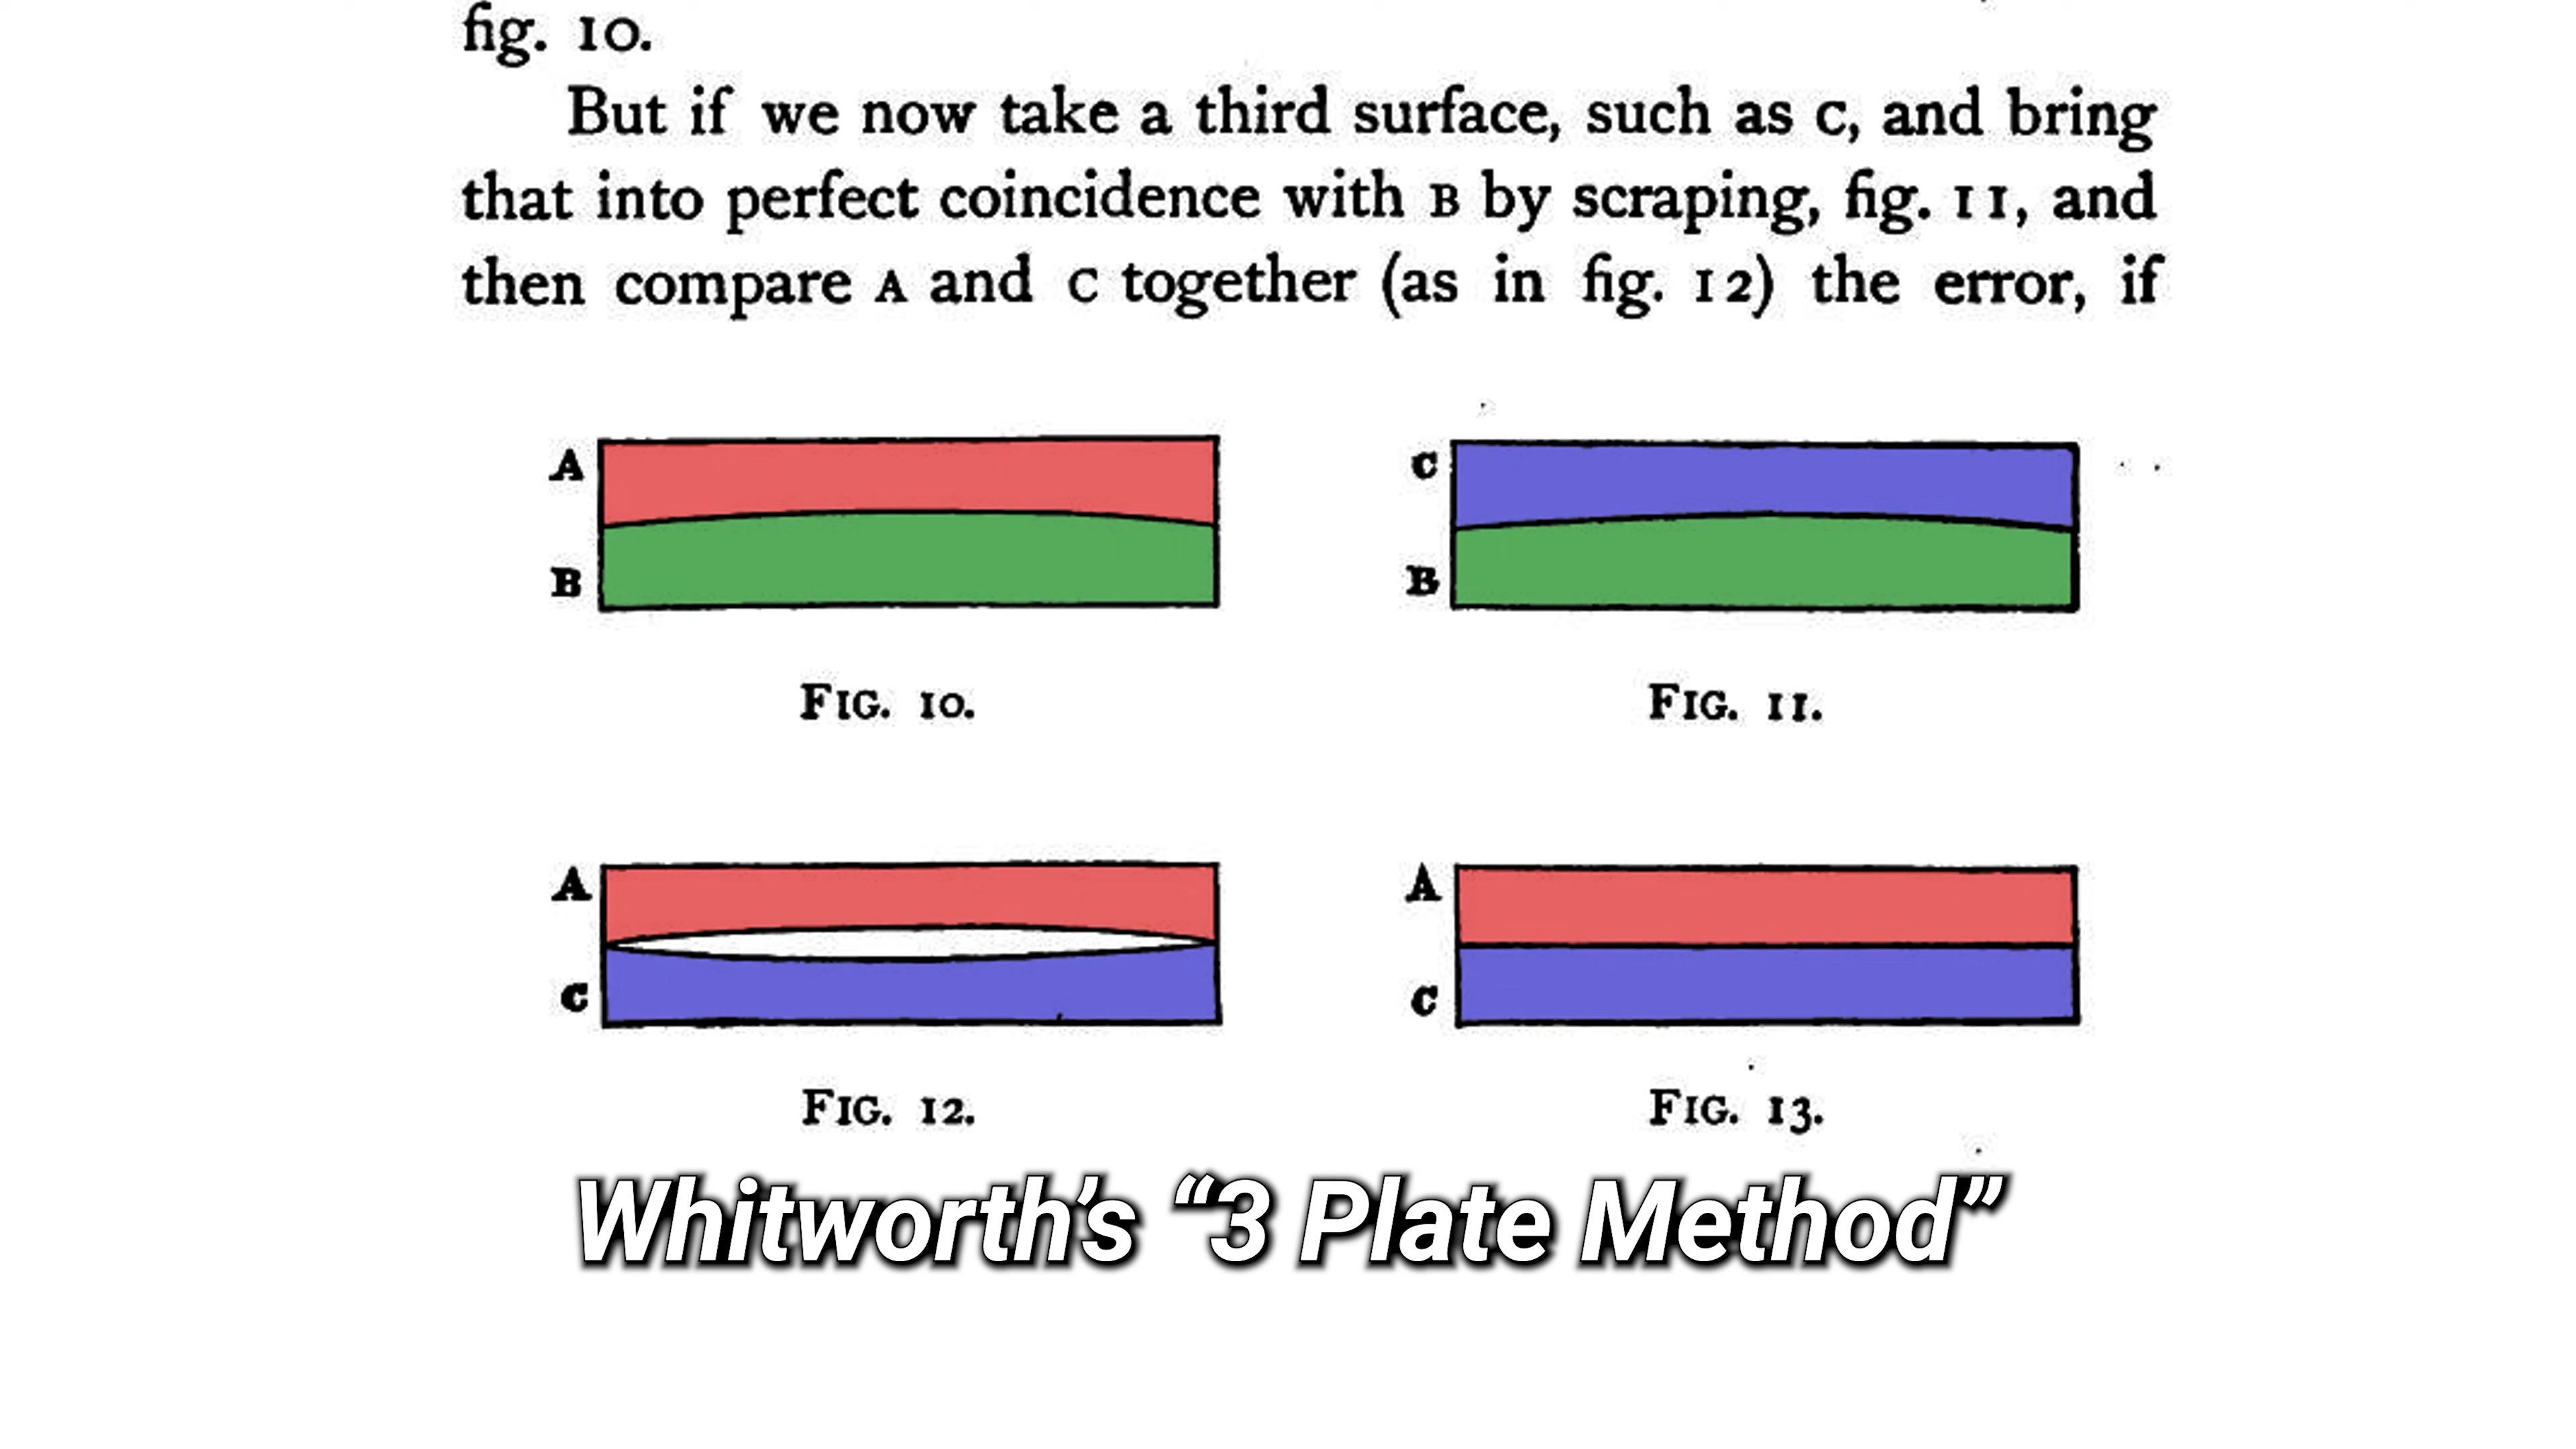 fig. 10.
But if we now take a third surface, such as C, and bring
that into perfect coincidence with B by scraping, fig. 11, and
then compare A and C together (as in fig. 12) the error, if
A
B
FIG. 10.
C
B
FIG. 11.
A
C
FIG. 12.
A
C
FIG. 13.
Whitworth’s “3 Plate Method”